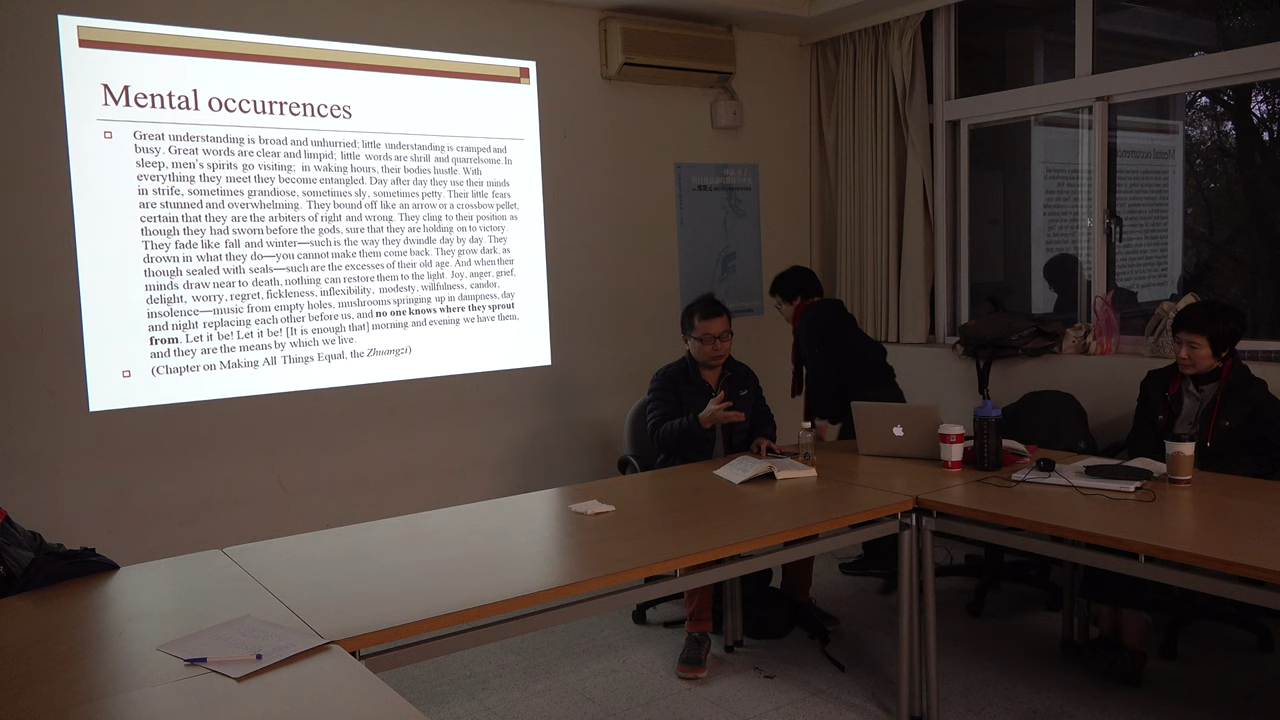 Mental occurrences
Great understanding is broad and unhurried; little understanding is cramped and
busy. Great words are clear and limpid; little words are shrill and quarrelsome. In
sleep, men's spirits go visiting; in waking hours, their bodies hustle. With
everything they meet they become entangled. Day after day they use their minds
in strife, sometimes grandiose, sometimes sly, sometimes petty. Their little fears
are stunned and overwhelming. They bound off like an arrow or a crossbow pellet,
certain that they are the arbiters of right and wrong. They cling to their position as
though they had sworn before the gods, sure that they are holding on to victory.
They fade like fall and winter—such is the way they dwindle day by day. They
drown in what they do—you cannot make them come back. They grow dark, as
though sealed with seals—such are the excesses of their old age. And when their
minds draw near to death, nothing can restore them to the light. Joy, anger, grief,
delight, worry, regret, fickleness, inflexibility, modesty, willfulness, candor,
insolence—music from empty holes, mushrooms springing up in dampness, day
and night replacing each other before us, and no one knows where they sprout
from. Let it be! Let it be! [It is enough that] morning and evening we have them,
and they are the means by which we live.
(Chapter on Making All Things Equal, the Zhuangzi)